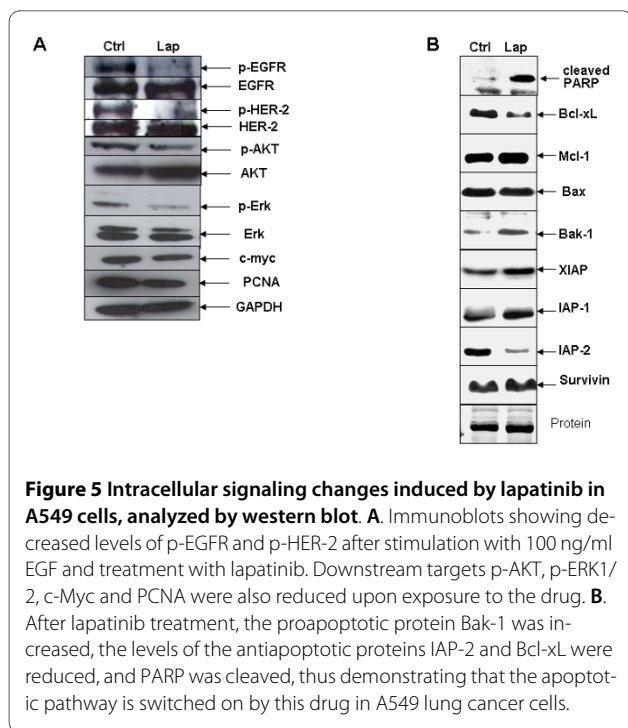 A
Ctrl Lap
p-EGFR
EGFR
p-HER-2
HER-2
p-AKT
AKT
p-Erk
Erk
c-myc
PCNA
GAPDH
B
Ctrl Lap
cleaved
PARP
Bcl-xL
Mcl-1
Bax
Bak-1
XIAP
IAP-1
IAP-2
Survivin
Protein
Figure 5 Intracellular signaling changes induced by lapatinib in
A549 cells, analyzed by western blot. A. Immunoblots showing de-
creased levels of p-EGFR and p-HER-2 after stimulation with 100 ng/ml
EGF and treatment with lapatinib. Downstream targets p-AKT, p-ERK1/
2, c-Myc and PCNA were also reduced upon exposure to the drug. B.
After lapatinib treatment, the proapoptotic protein Bak-1 was in-
creased, the levels of the antiapoptotic proteins IAP-2 and Bcl-xL were
reduced, and PARP was cleaved, thus demonstrating that the apoptot-
ic pathway is switched on by this drug in A549 lung cancer cells.